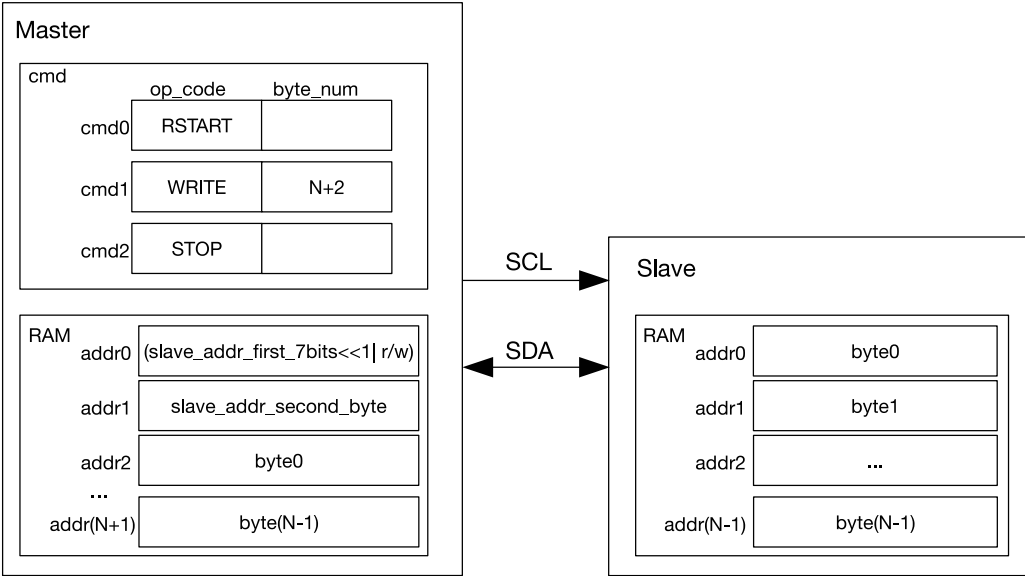 Master
cmd
op_code byte_num
cmd0 RSTART
cmd1 WRITE N+2
cmd2 STOP
RAM
addr0 (slave_addr_first_7bits<<1| r/w)
addr1 slave_addr_second_byte
addr2 byte0
...
addr(N+1) byte(N-1)
SCL
SDA
Slave
RAM
addr0 byte0
addr1 byte1
addr2 ...
addr(N-1) byte(N-1)